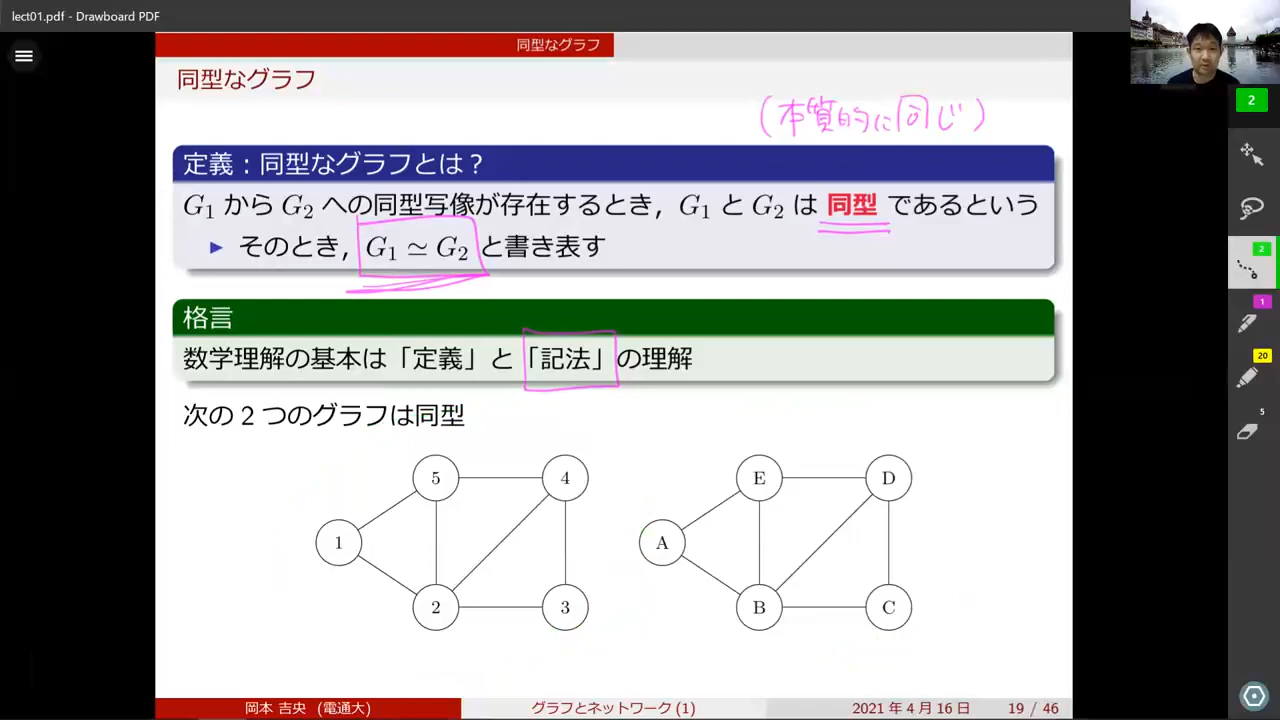 lect01.pdf - Drawboard PDF
同型なグラフ
同型なグラフ
(本質的に同じ)
定義：同型なグラフとは？
G1 から G2 への同型写像が存在するとき，G1 と G2 は 同型 であるという
▶ そのとき，G1 ≃ G2 と書き表す
格言
数学理解の基本は「定義」と「記法」の理解
次の 2 つのグラフは同型
5 4 E D
1 A
2 3 B C
岡本 吉央 (電通大) グラフとネットワーク (1) 2021 年 4 月 16 日 19 / 46
2
2
1
20
5